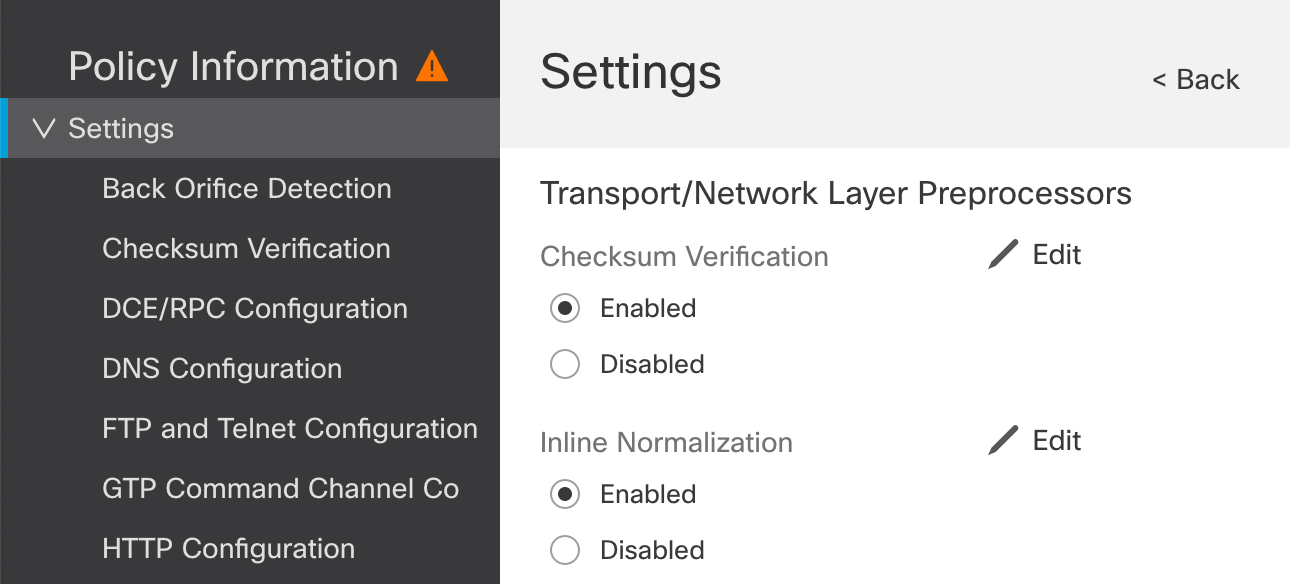 Policy Information
Settings
Back Orifice Detection
Checksum Verification
DCE/RPC Configuration
DNS Configuration
FTP and Telnet Configuration
GTP Command Channel Co
HTTP Configuration
Settings
< Back
Transport/Network Layer Preprocessors
Checksum Verification
Edit
Enabled
Disabled
Inline Normalization
Edit
Enabled
Disabled